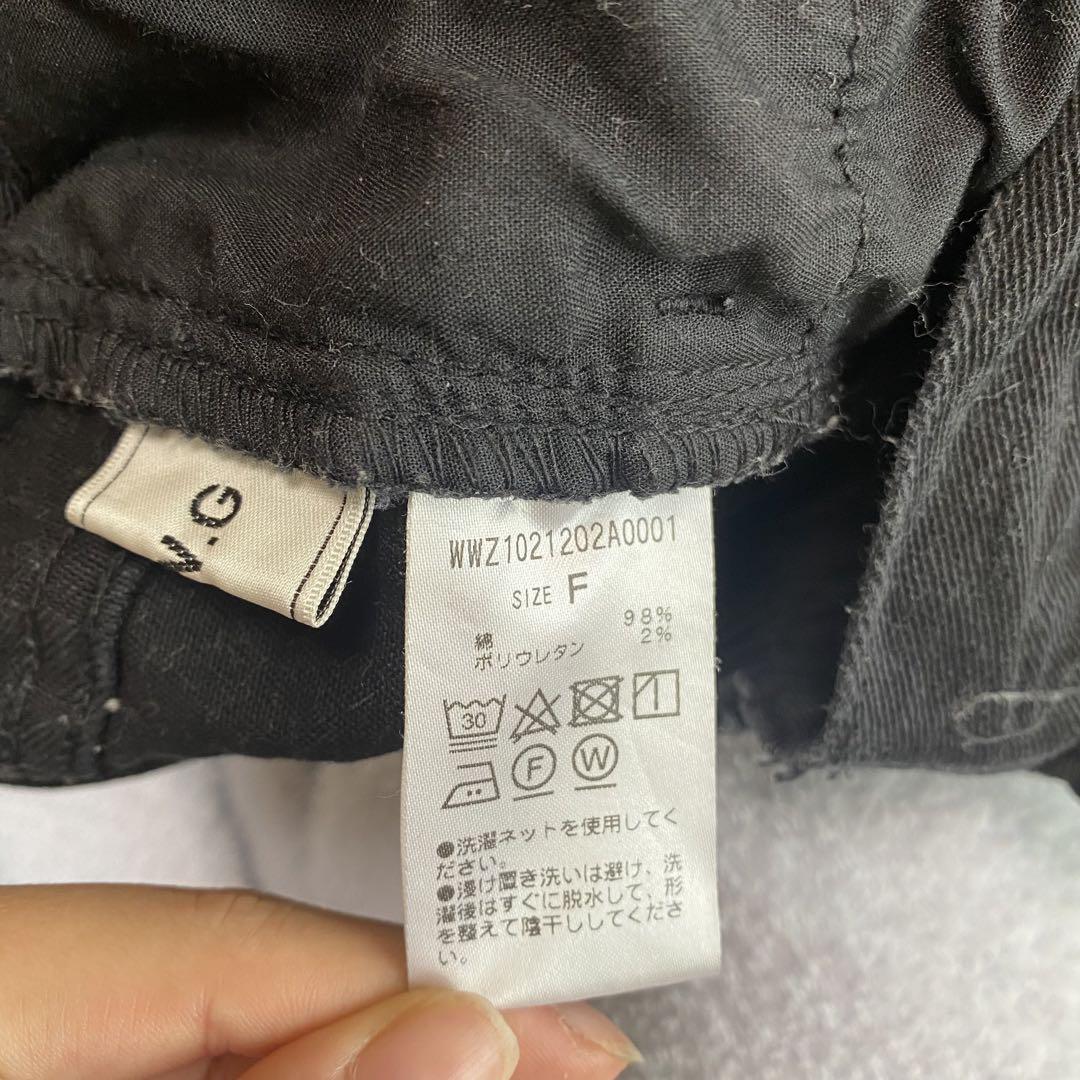 W.G
WWZ1021202A0001
SIZE F
綿 98%
ポリウレタン 2%
30
F W
●洗濯ネットを使用してく
ださい。
●浸け置き洗いは避け、洗
濯後はすぐに脱水して、形
を整えて陰干ししてくださ
い。